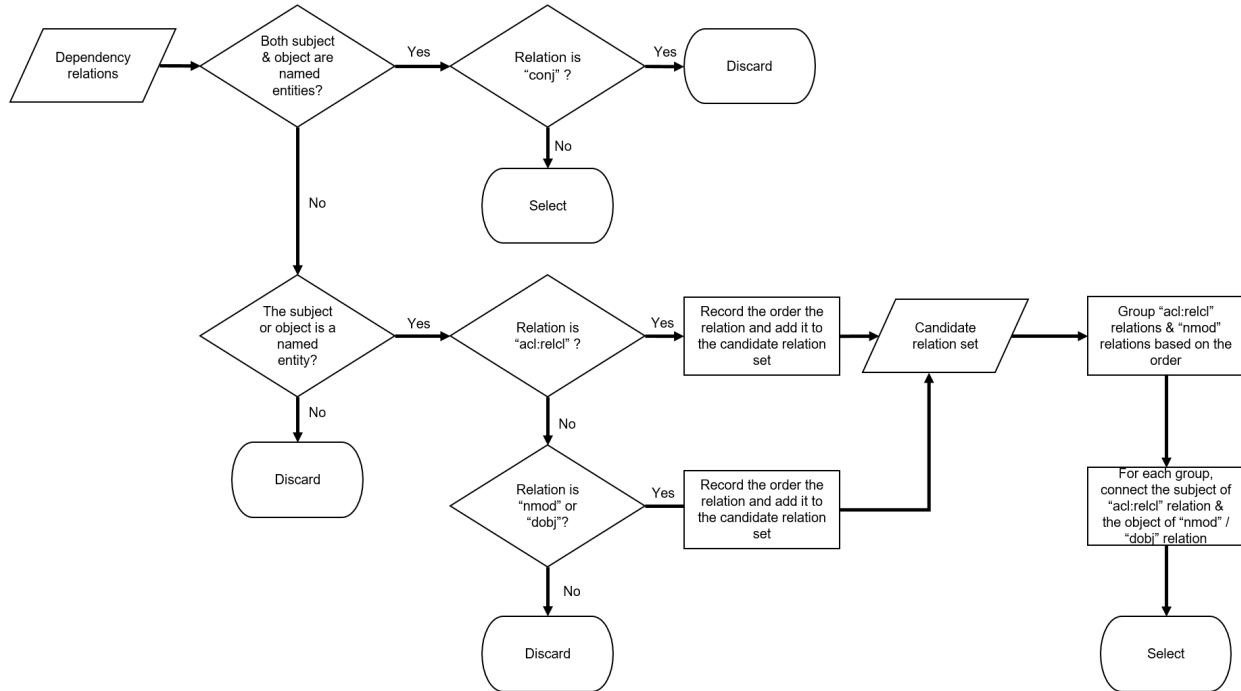 Dependency
relations
Both subject
& object are
named
entities?
Yes
Relation is
“conj” ?
Yes
Discard
No
Select
No
The subject
or object is a
named
entity?
Yes
Relation is
“acl:relcl” ?
Yes
Record the order the
relation and add it to
the candidate relation
set
Candidate
relation set
Group “acl:relcl”
relations & “nmod”
relations based on the
order
No
Discard
No
Relation is
“nmod” or
“dobj”?
Yes
Record the order the
relation and add it to
the candidate relation
set
For each group,
connect the subject of
“acl:relcl” relation &
the object of “nmod” /
“dobj” relation
No
Discard
Select